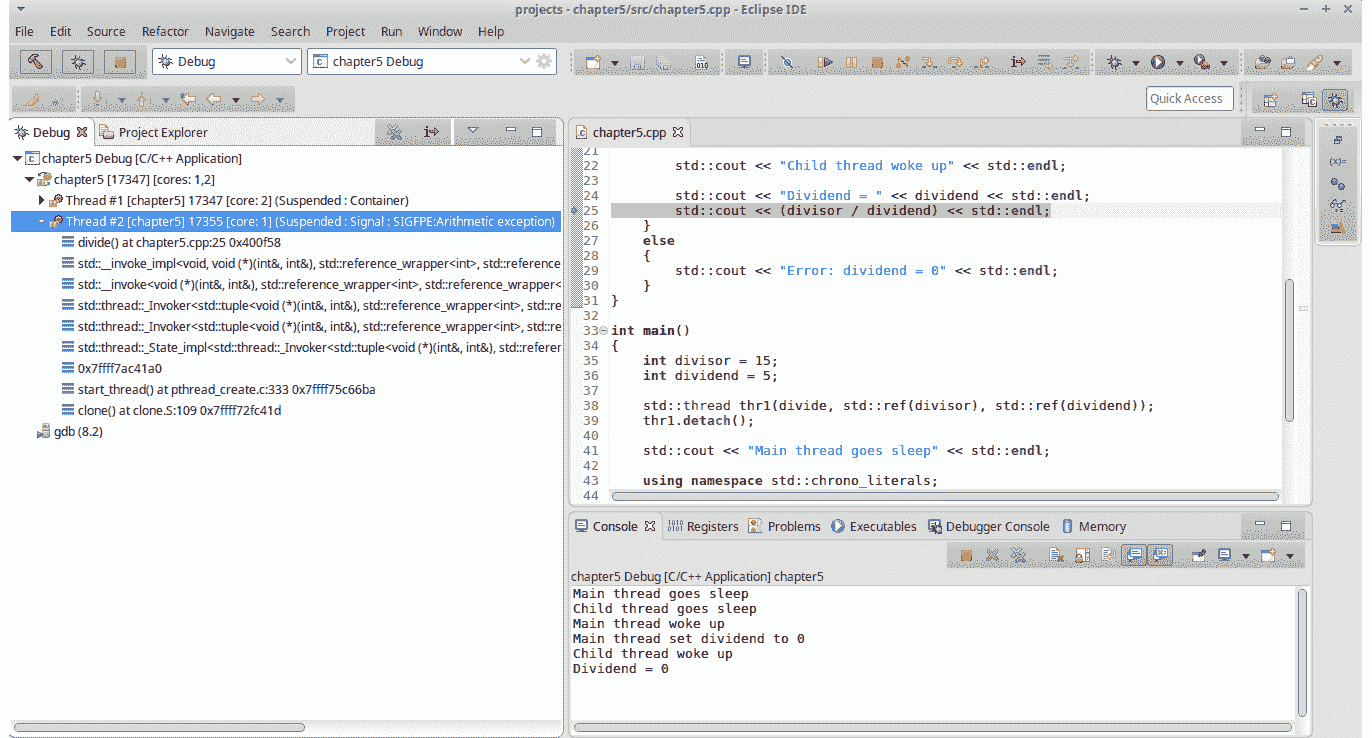 projects - chapter5/src/chapter5.cpp - Eclipse IDE
File Edit Source Refactor Navigate Search Project Run Window Help
Debug
chapter5 Debug
010
Quick Access
Debug
Project Explorer
chapter5 Debug [C/C++ Application]
chapter5 [17347] [cores: 1,2]
Thread #1 [chapter5] 17347 [core: 2] (Suspended : Container)
Thread #2 [chapter5] 17355 [core: 1] (Suspended : Signal : SIGFPE:Arithmetic exception)
divide() at chapter5.cpp:25 0x400f58
std::__invoke_impl<void, void (*)(int&, int&), std::reference_wrapper<int>, std::reference
std::__invoke<void (*)(int&, int&), std::reference_wrapper<int>, std::reference_wrapper<
std::thread::_Invoker<std::tuple<void (*)(int&, int&), std::reference_wrapper<int>, std::re
std::thread::_Invoker<std::tuple<void (*)(int&, int&), std::reference_wrapper<int>, std::re
std::thread::_State_impl<std::thread::_Invoker<std::tuple<void (*)(int&, int&), std::referen
0x7ffff7ac41a0
start_thread() at pthread_create.c:333 0x7ffff75c66ba
clone() at clone.S:109 0x7ffff72fc41d
gdb (8.2)
chapter5.cpp
21
22 std::cout << "Child thread woke up" << std::endl;
23
24 std::cout << "Dividend = " << dividend << std::endl;
25 std::cout << (divisor / dividend) << std::endl;
26 }
27 else
28 {
29 std::cout << "Error: dividend = 0" << std::endl;
30 }
31 }
32
33 int main()
34 {
35 int divisor = 15;
36 int dividend = 5;
37
38 std::thread thr1(divide, std::ref(divisor), std::ref(dividend));
39 thr1.detach();
40
41 std::cout << "Main thread goes sleep" << std::endl;
42
43 using namespace std::chrono_literals;
44
(x)=
Console Registers Problems Executables Debugger Console Memory
chapter5 Debug [C/C++ Application] chapter5
Main thread goes sleep
Child thread goes sleep
Main thread woke up
Main thread set dividend to 0
Child thread woke up
Dividend = 0